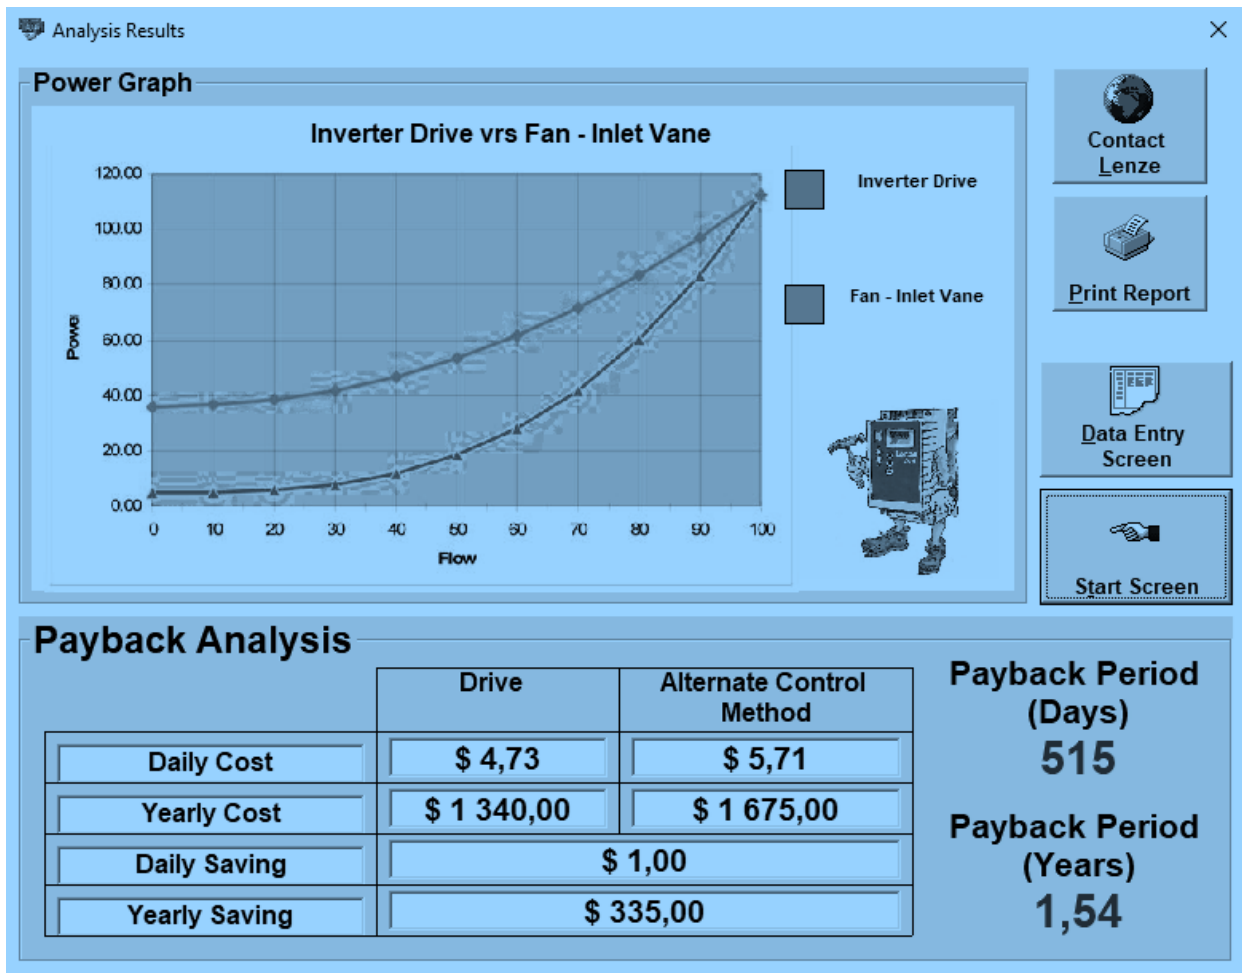 Analysis Results
Power Graph
Inverter Drive vrs Fan - Inlet Vane
120.00
100.00
80.00
60.00
40.00
20.00
0.00
Power
0 10 20 30 40 50 60 70 80 90 100
Flow
Inverter Drive
Fan - Inlet Vane
Contact
Lenze
Print Report
Data Entry
Screen
Start Screen
Payback Analysis
Drive
Alternate Control
Method
Daily Cost
$ 4,73
$ 5,71
Yearly Cost
$ 1 340,00
$ 1 675,00
Daily Saving
$ 1,00
Yearly Saving
$ 335,00
Payback Period
(Days)
515
Payback Period
(Years)
1,54